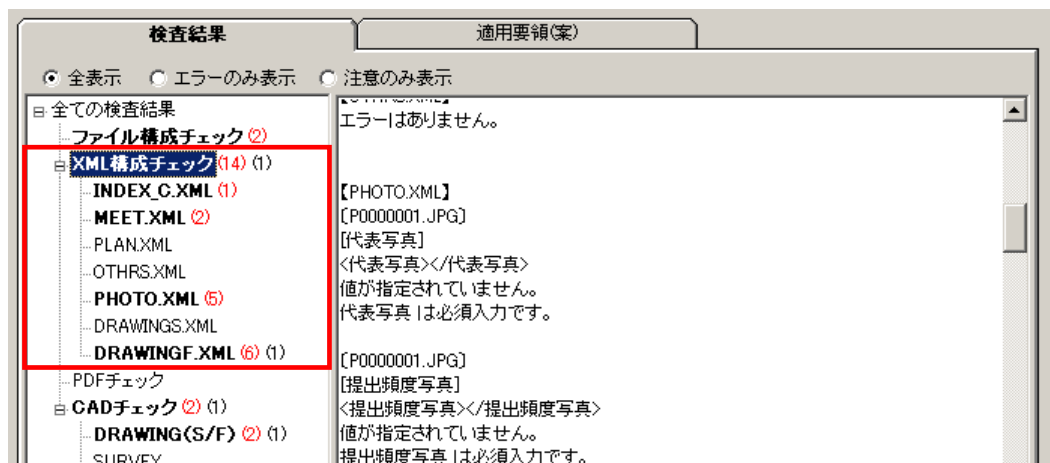 検査結果
適用要領(案)
全表示 エラーのみ表示 注意のみ表示
全ての検査結果
ファイル構成チェック (2)
XML構成チェック (14) (1)
INDEX_C.XML (1)
MEET.XML (2)
PLAN.XML
OTHRS.XML
PHOTO.XML (5)
DRAWINGS.XML
DRAWINGF.XML (6) (1)
PDFチェック
CADチェック (2) (1)
DRAWING(S/F) (2) (1)
SURVEY
【OTHRS.XML】
エラーはありません。
【PHOTO.XML】
〔P0000001.JPG〕
[代表写真]
<代表写真></代表写真>
値が指定されていません。
代表写真 は必須入力です。
〔P0000001.JPG〕
[提出頻度写真]
<提出頻度写真></提出頻度写真>
値が指定されていません。
提出頻度写真 は必須入力です。